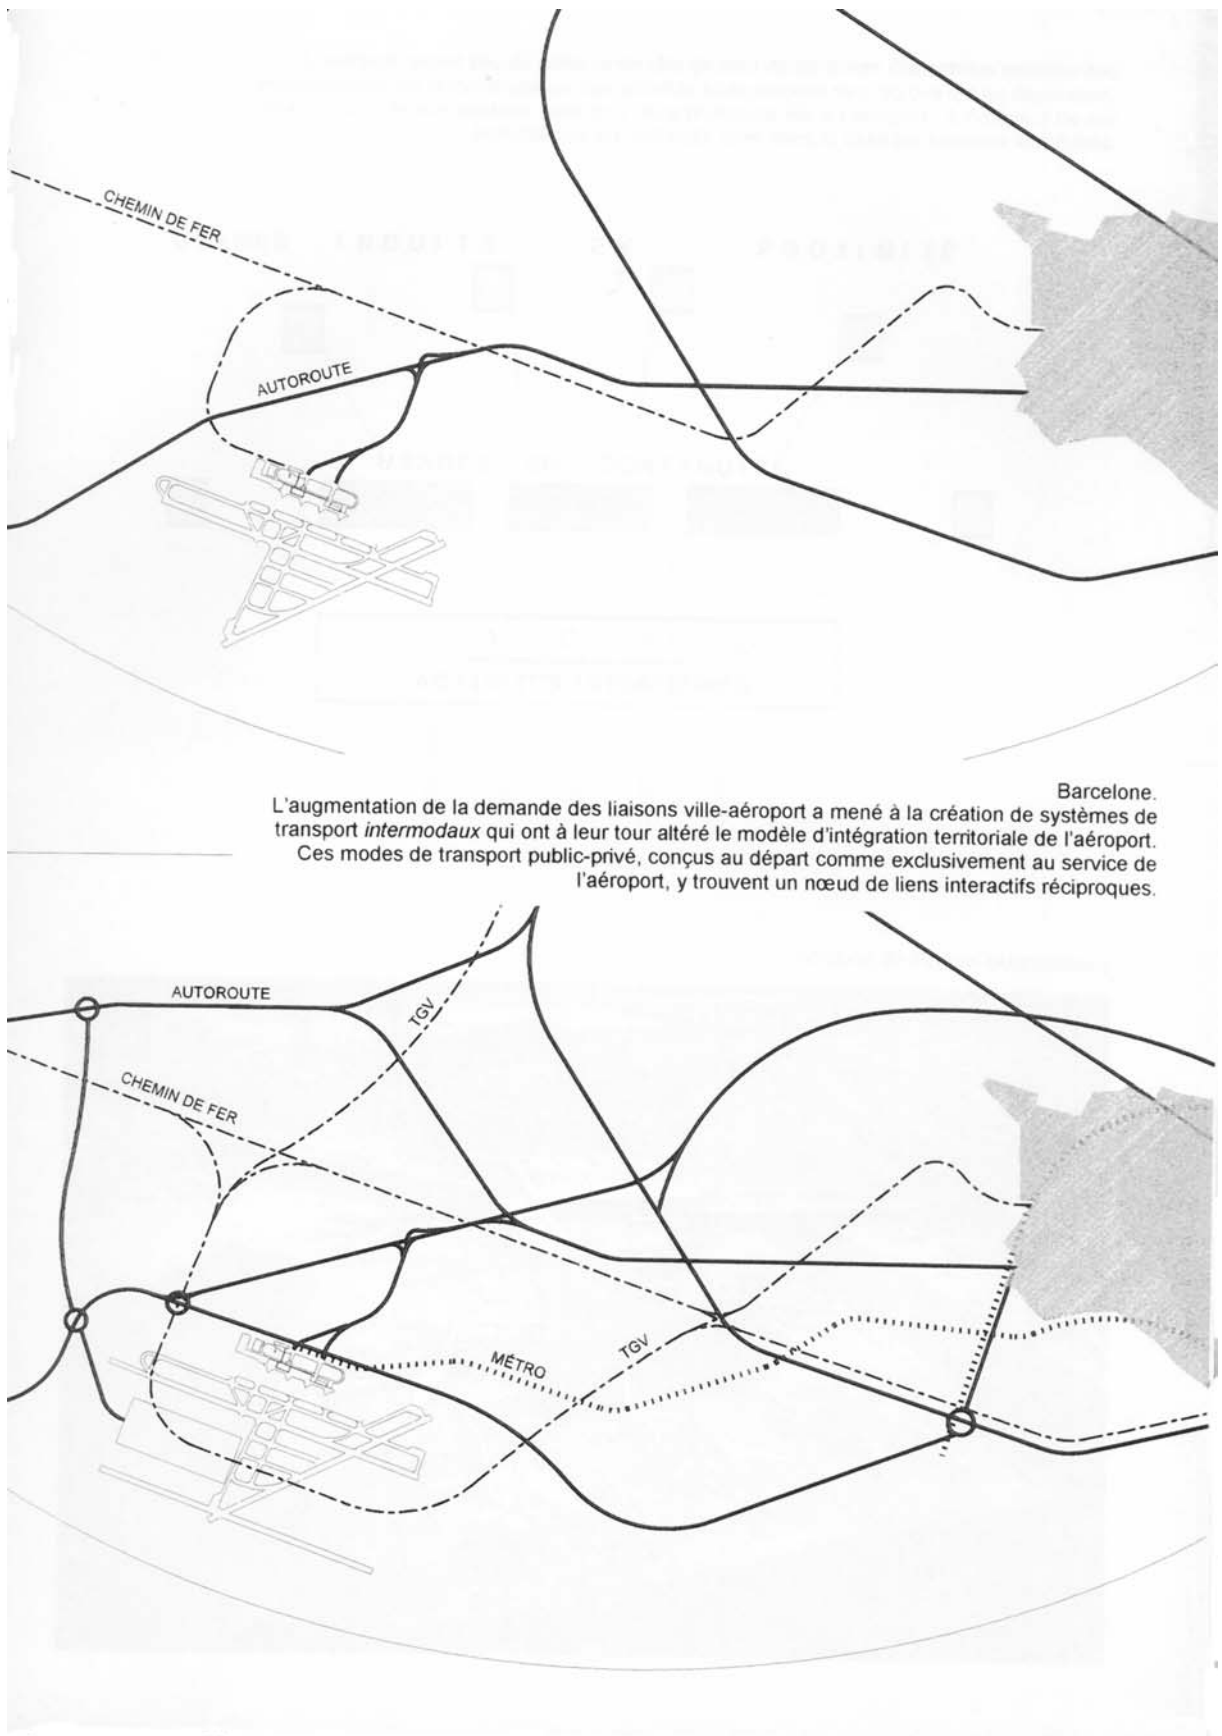 CHEMIN DE FER
AUTOROUTE
Barcelone.
L'augmentation de la demande des liaisons ville-aéroport a mené à la création de systèmes de
transport intermodaux qui ont à leur tour altéré le modèle d'intégration territoriale de l'aéroport.
Ces modes de transport public-privé, conçus au départ comme exclusivement au service de
l'aéroport, y trouvent un nœud de liens interactifs réciproques.
AUTOROUTE
TGV
CHEMIN DE FER
TGV
MÉTRO